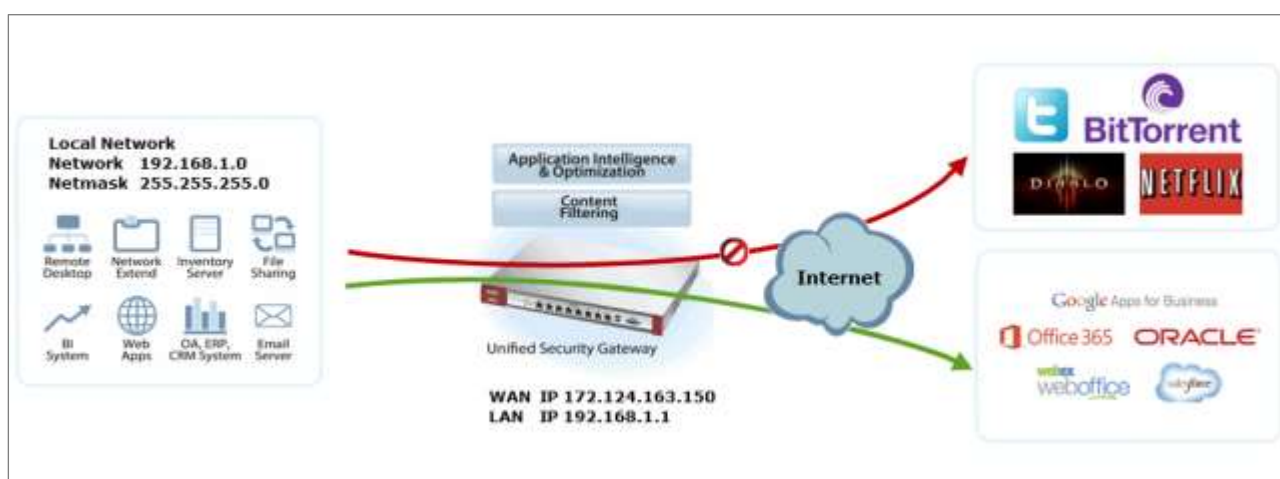 Local Network
Network 192.168.1.0
Netmask 255.255.255.0
Remote Desktop
Network Extend
Inventory Server
File Sharing
BI System
Web Apps
OA, ERP, CRM System
Email Server
Application Intelligence
& Optimization
Content
Filtering
Unified Security Gateway
WAN IP 172.124.163.150
LAN IP 192.168.1.1
Internet
BitTorrent
DIABLO
NETFLIX
Google Apps for Business
Office 365
ORACLE
webex
weboffice
salesforce